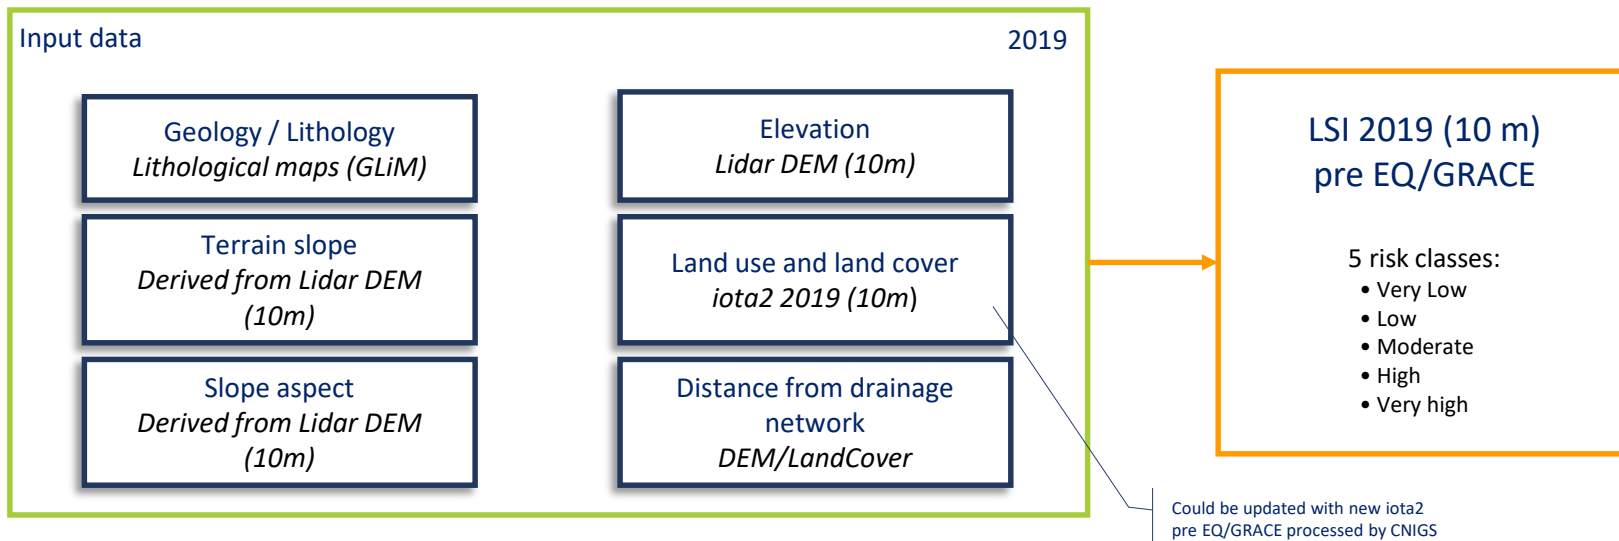 Input data
2019
Geology / Lithology
Lithological maps (GLiM)
Terrain slope
Derived from Lidar DEM
(10m)
Slope aspect
Derived from Lidar DEM
(10m)
Elevation
Lidar DEM (10m)
Land use and land cover
iota2 2019 (10m)
Distance from drainage
network
DEM/LandCover
Could be updated with new iota2
pre EQ/GRACE processed by CNIGS
LSI 2019 (10 m)
pre EQ/GRACE
5 risk classes:
• Very Low
• Low
• Moderate
• High
• Very high